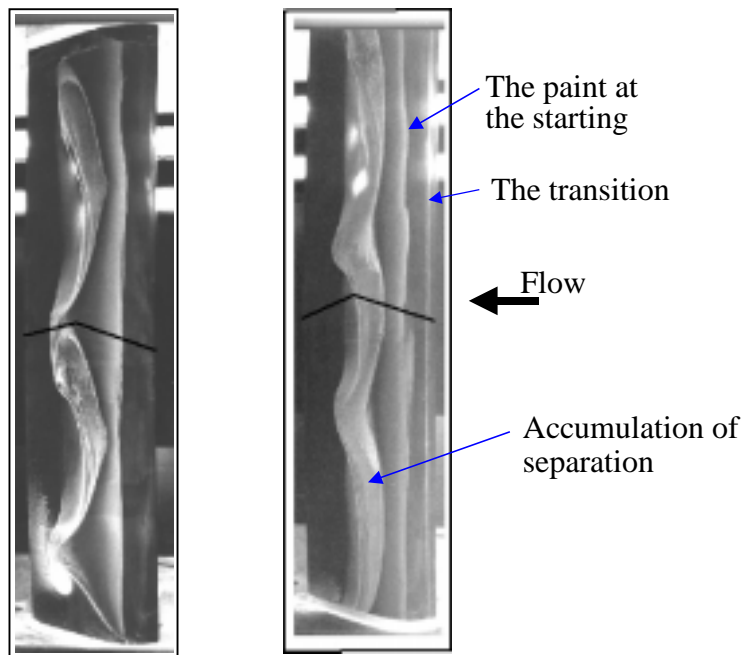 The paint at
the starting
The transition
Flow
Accumulation of
separation